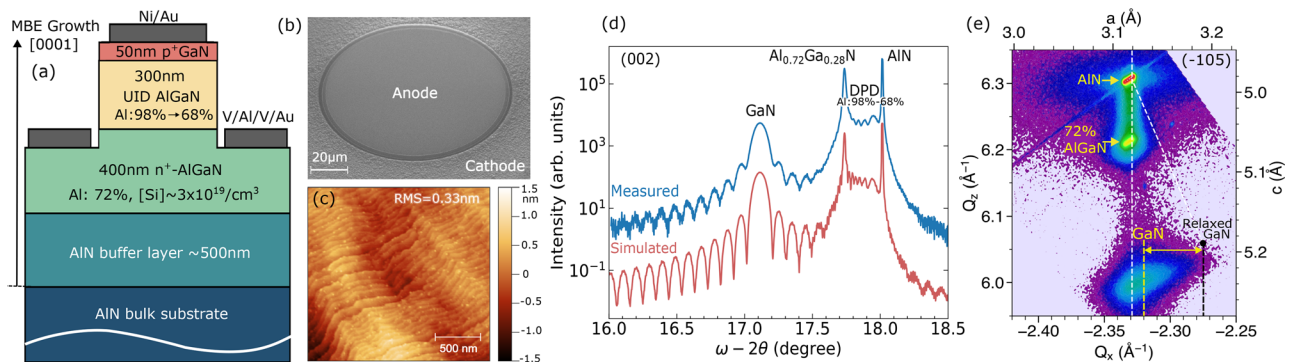 MBE Growth
[0001]
Ni/Au
(a)
50nm p⁺GaN
300nm
UID AlGaN
Al:98%→68%
V/Al/V/Au
400nm n⁺-AlGaN
Al: 72%, [Si]~3x10¹⁹/cm³
AlN buffer layer ~500nm
AlN bulk substrate
(b)
Anode
20μm
Cathode
(c)
RMS=0.33nm
500 nm
1.5
nm
1.0
0.5
0
-0.5
-1.0
-1.5
(d)
(002)
Al₀.₇₂Ga₀.₂₈N
AlN
DPD
Al:98%-68%
GaN
Measured
Simulated
Intensity (arb. units)
10⁵
10³
10¹
10⁻¹
16.0 16.5 17.0 17.5 18.0 18.5
ω − 2θ (degree)
(e)
a (Å)
3.0 3.1 3.2
(-105)
AlN
72%
AlGaN
GaN
Relaxed
GaN
Q_z (Å⁻¹)
6.3
6.2
6.1
6.0
c (Å)
5.0
5.1
5.2
-2.40 -2.35 -2.30 -2.25
Q_x (Å⁻¹)